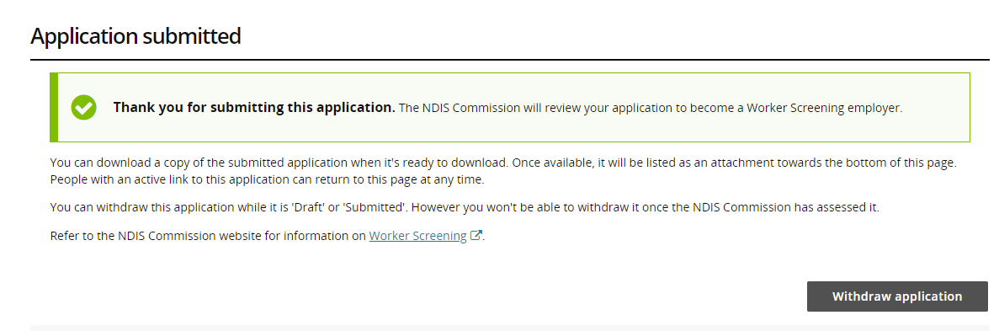 Application submitted
Thank you for submitting this application. The NDIS Commission will review your application to become a Worker Screening employer.
You can download a copy of the submitted application when it's ready to download. Once available, it will be listed as an attachment towards the bottom of this page.
People with an active link to this application can return to this page at any time.
You can withdraw this application while it is 'Draft' or 'Submitted'. However you won't be able to withdraw it once the NDIS Commission has assessed it.
Refer to the NDIS Commission website for information on Worker Screening.
Withdraw application